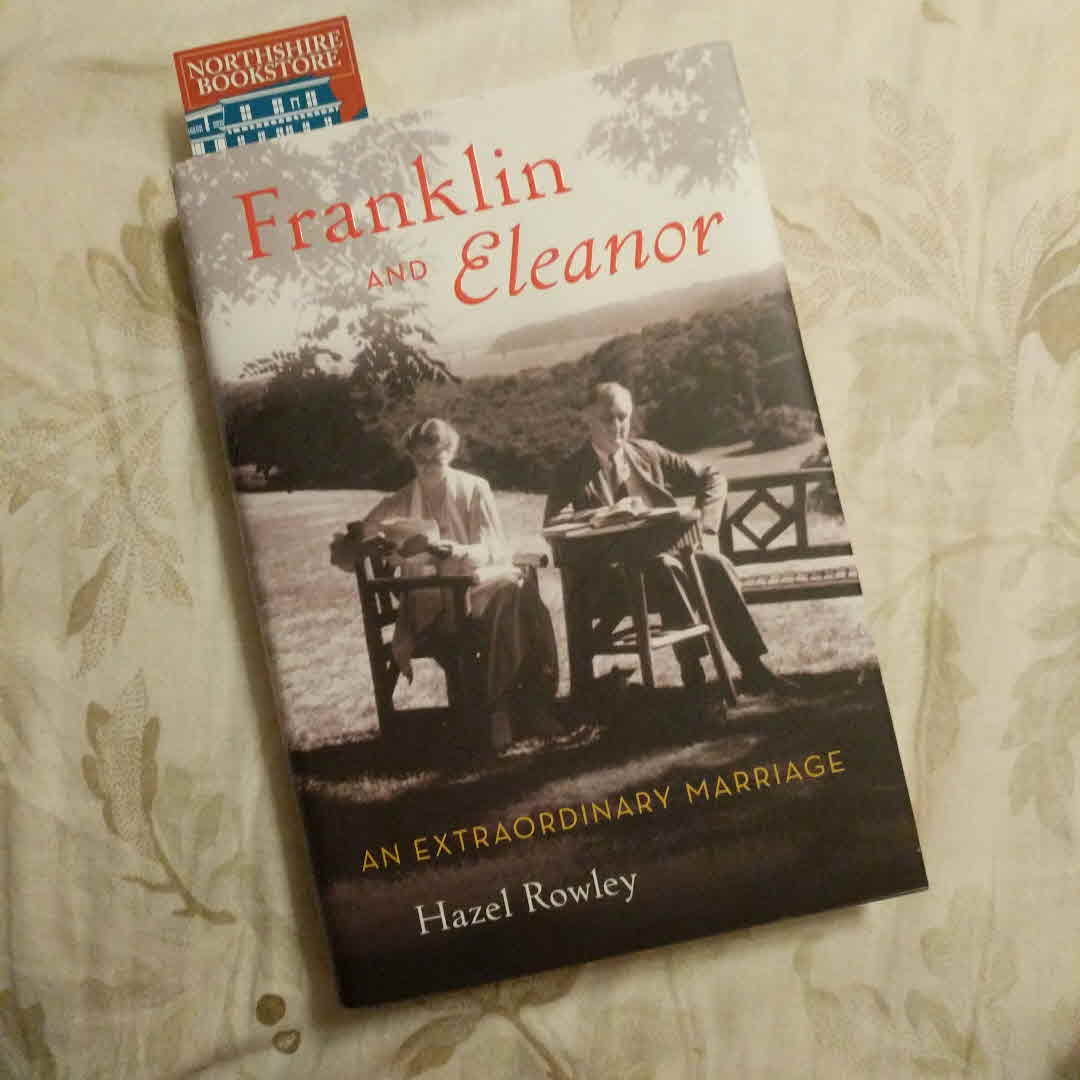 NORTHSHIRE
BOOKSTORE
Franklin
AND Eleanor
AN EXTRAORDINARY MARRIAGE
Hazel Rowley